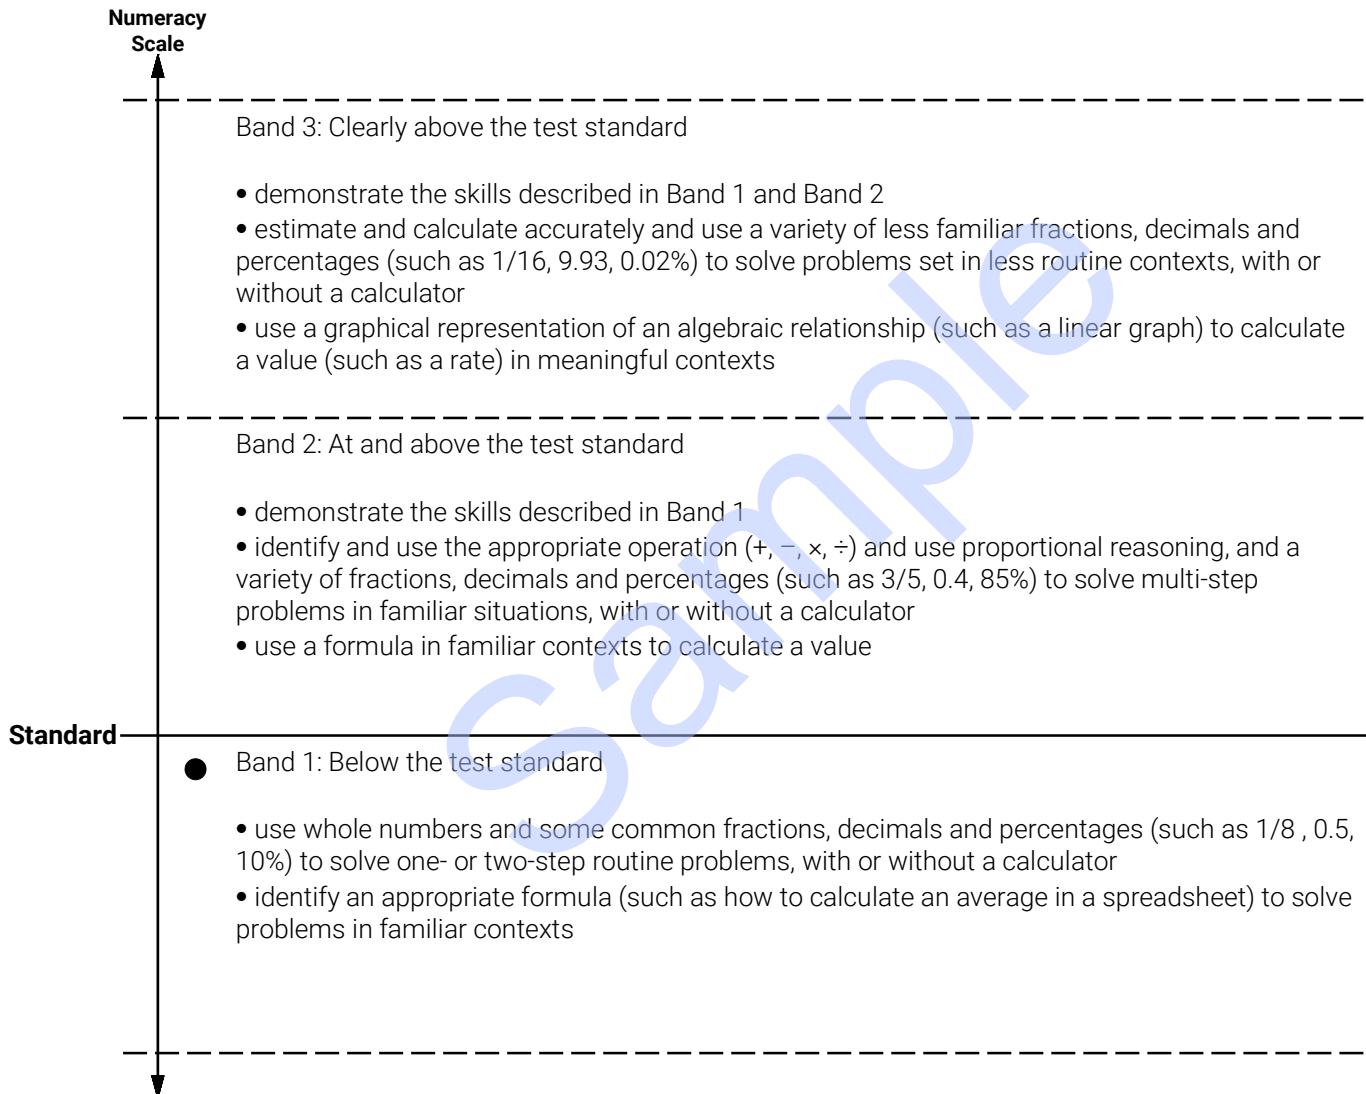 Numeracy
Scale
Band 3: Clearly above the test standard
• demonstrate the skills described in Band 1 and Band 2
• estimate and calculate accurately and use a variety of less familiar fractions, decimals and
percentages (such as 1/16, 9.93, 0.02%) to solve problems set in less routine contexts, with or
without a calculator
• use a graphical representation of an algebraic relationship (such as a linear graph) to calculate
a value (such as a rate) in meaningful contexts
Band 2: At and above the test standard
• demonstrate the skills described in Band 1
• identify and use the appropriate operation (+, −, ×, ÷) and use proportional reasoning, and a
variety of fractions, decimals and percentages (such as 3/5, 0.4, 85%) to solve multi-step
problems in familiar situations, with or without a calculator
• use a formula in familiar contexts to calculate a value
Standard
Band 1: Below the test standard
• use whole numbers and some common fractions, decimals and percentages (such as 1/8 , 0.5,
10%) to solve one- or two-step routine problems, with or without a calculator
• identify an appropriate formula (such as how to calculate an average in a spreadsheet) to solve
problems in familiar contexts
Sample